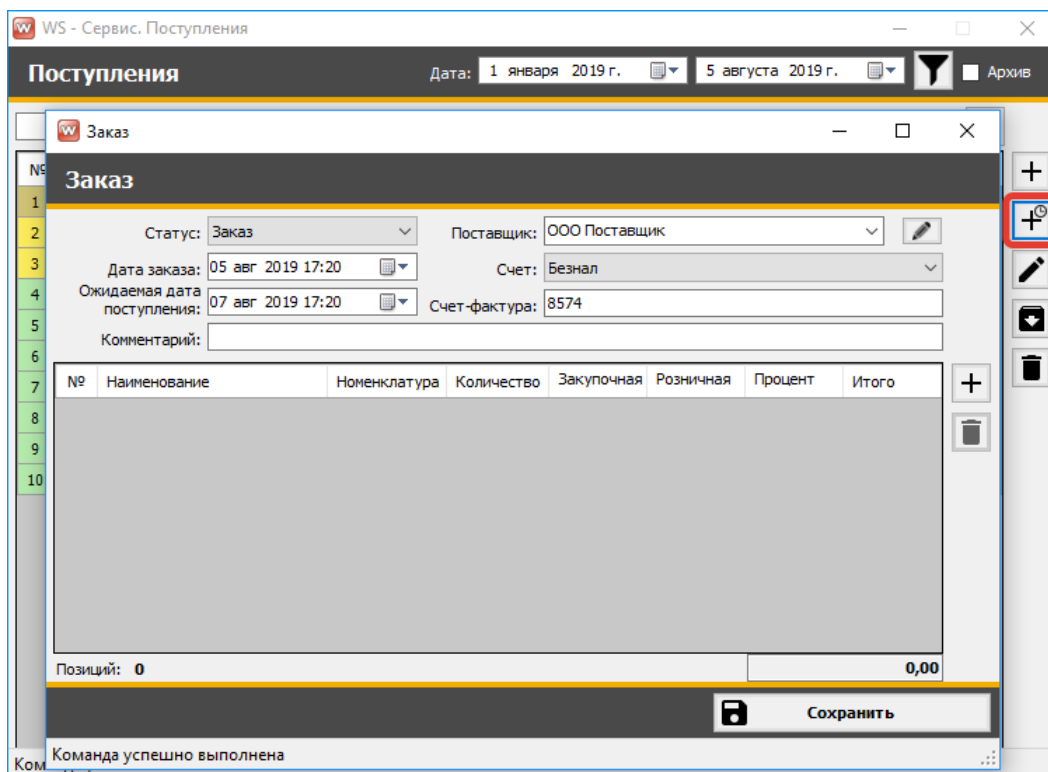 WS - Сервис. Поступления
Поступления
Дата: 1 января 2019 г. 5 августа 2019 г. Архив
Заказ
№
Заказ
1
2
3
4
5
6
7
8
9
10
Статус: Заказ Поставщик: ООО Поставщик
Дата заказа: 05 авг 2019 17:20 Счет: Безнал
Ожидаемая дата
поступления: 07 авг 2019 17:20 Счет-фактура: 8574
Комментарий:
№ Наименование Номенклатура Количество Закупочная Розничная Процент Итого
Позиций: 0 0,00
Сохранить
Команда успешно выполнена